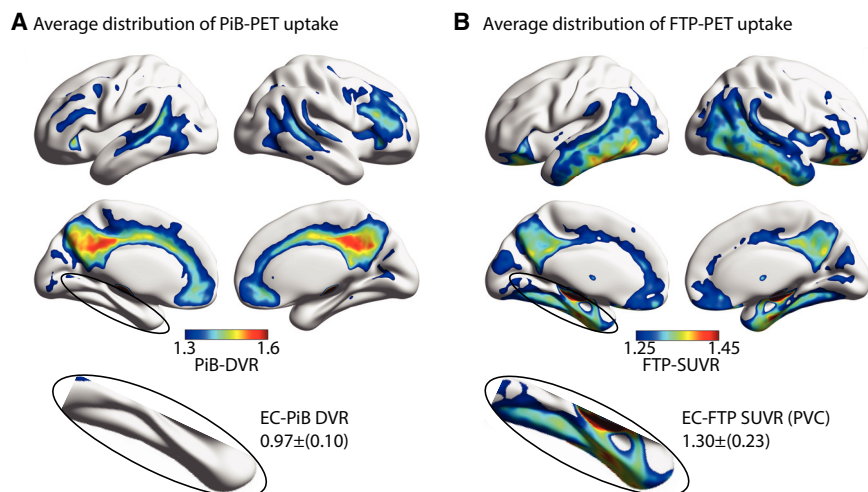 A Average distribution of PiB-PET uptake
B Average distribution of FTP-PET uptake
1.3 1.6
PiB-DVR
1.25 1.45
FTP-SUVR
EC-PiB DVR
0.97±(0.10)
EC-FTP SUVR (PVC)
1.30±(0.23)